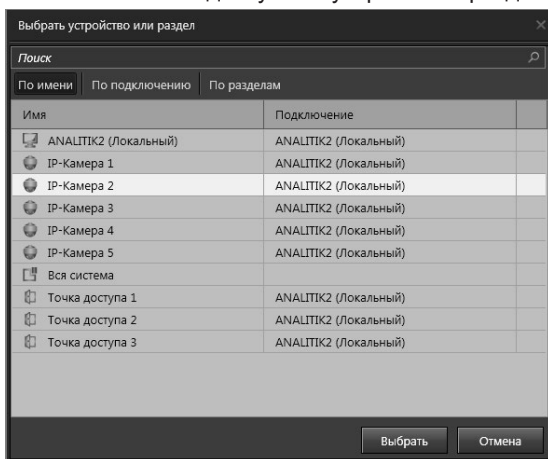 Выбрать устройство или раздел
Поиск
По имени По подключению По разделам
Имя Подключение
ANALITIK2 (Локальный) ANALITIK2 (Локальный)
IP-Камера 1 ANALITIK2 (Локальный)
IP-Камера 2 ANALITIK2 (Локальный)
IP-Камера 3 ANALITIK2 (Локальный)
IP-Камера 4 ANALITIK2 (Локальный)
IP-Камера 5 ANALITIK2 (Локальный)
Вся система
Точка доступа 1 ANALITIK2 (Локальный)
Точка доступа 2 ANALITIK2 (Локальный)
Точка доступа 3 ANALITIK2 (Локальный)
Выбрать Отмена